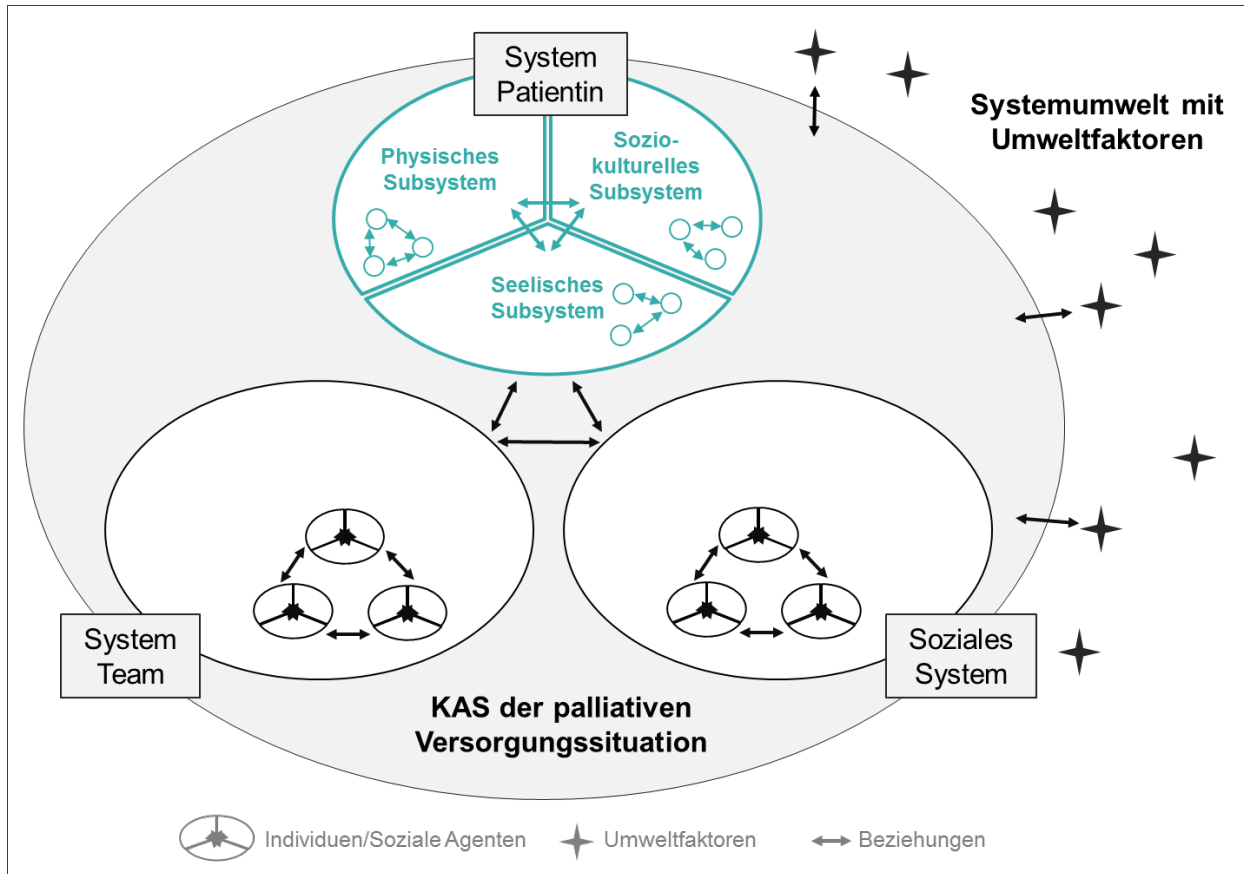 System
Patientin
Systemumwelt mit
Umweltfaktoren
Physisches
Subsystem
Sozio-
kulturelles
Subsystem
Seelisches
Subsystem
System
Team
Soziales
System
KAS der palliativen
Versorgungssituation
Individuen/Soziale Agenten
Umweltfaktoren
Beziehungen